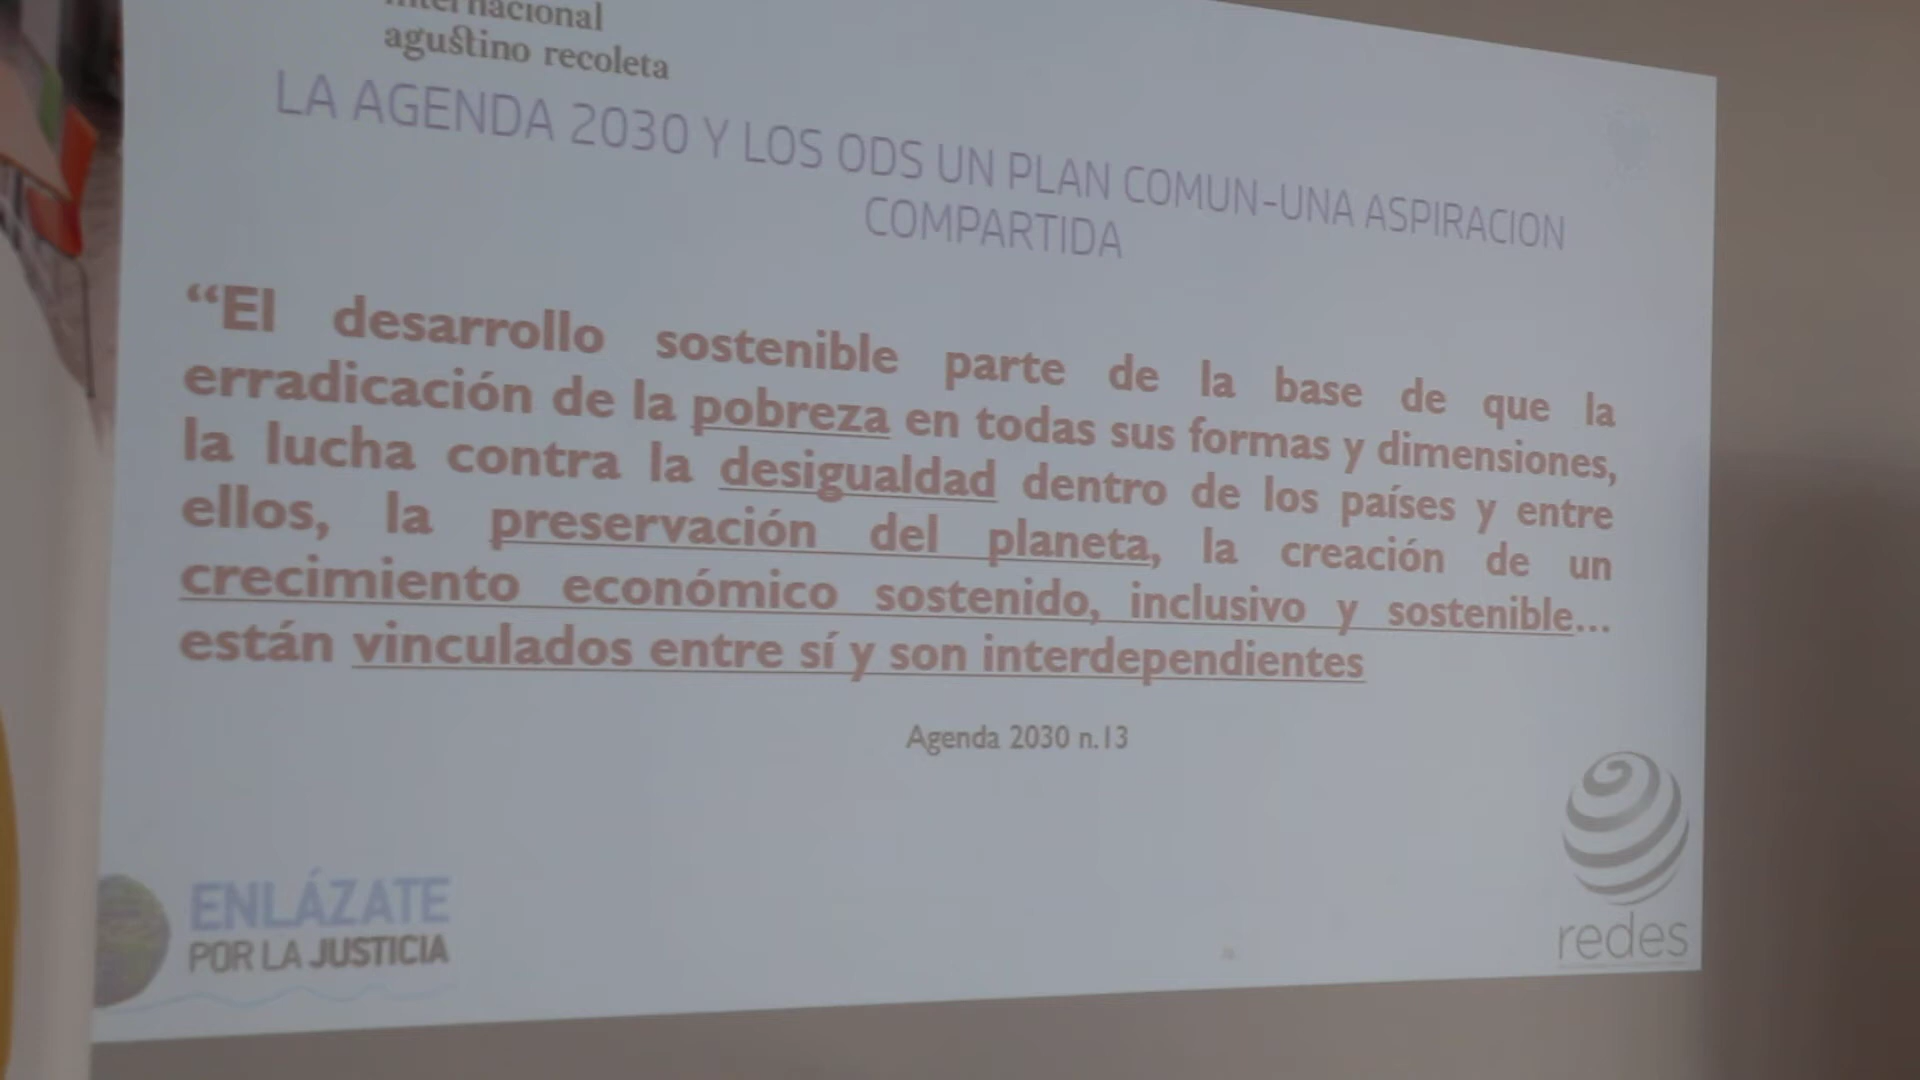 internacional
agustino recoleta
LA AGENDA 2030 Y LOS ODS UN PLAN COMUN-UNA ASPIRACION
COMPARTIDA
“El desarrollo sostenible parte de la base de que la
erradicación de la pobreza en todas sus formas y dimensiones,
la lucha contra la desigualdad dentro de los países y entre
ellos, la preservación del planeta, la creación de un
crecimiento económico sostenido, inclusivo y sostenible...
están vinculados entre sí y son interdependientes
Agenda 2030 n.13
ENLÁZATE
POR LA JUSTICIA
redes